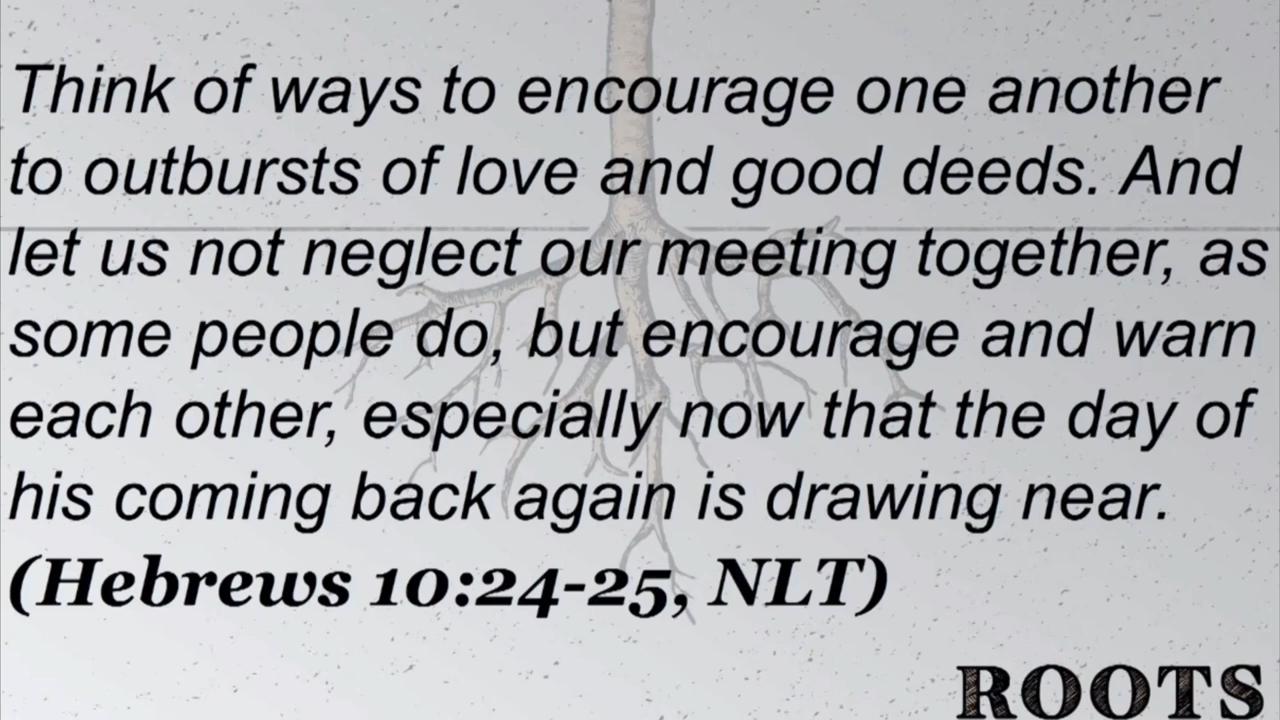 Think of ways to encourage one another
to outbursts of love and good deeds. And
let us not neglect our meeting together, as
some people do, but encourage and warn
each other, especially now that the day of
his coming back again is drawing near.
(Hebrews 10:24-25, NLT)
ROOTS